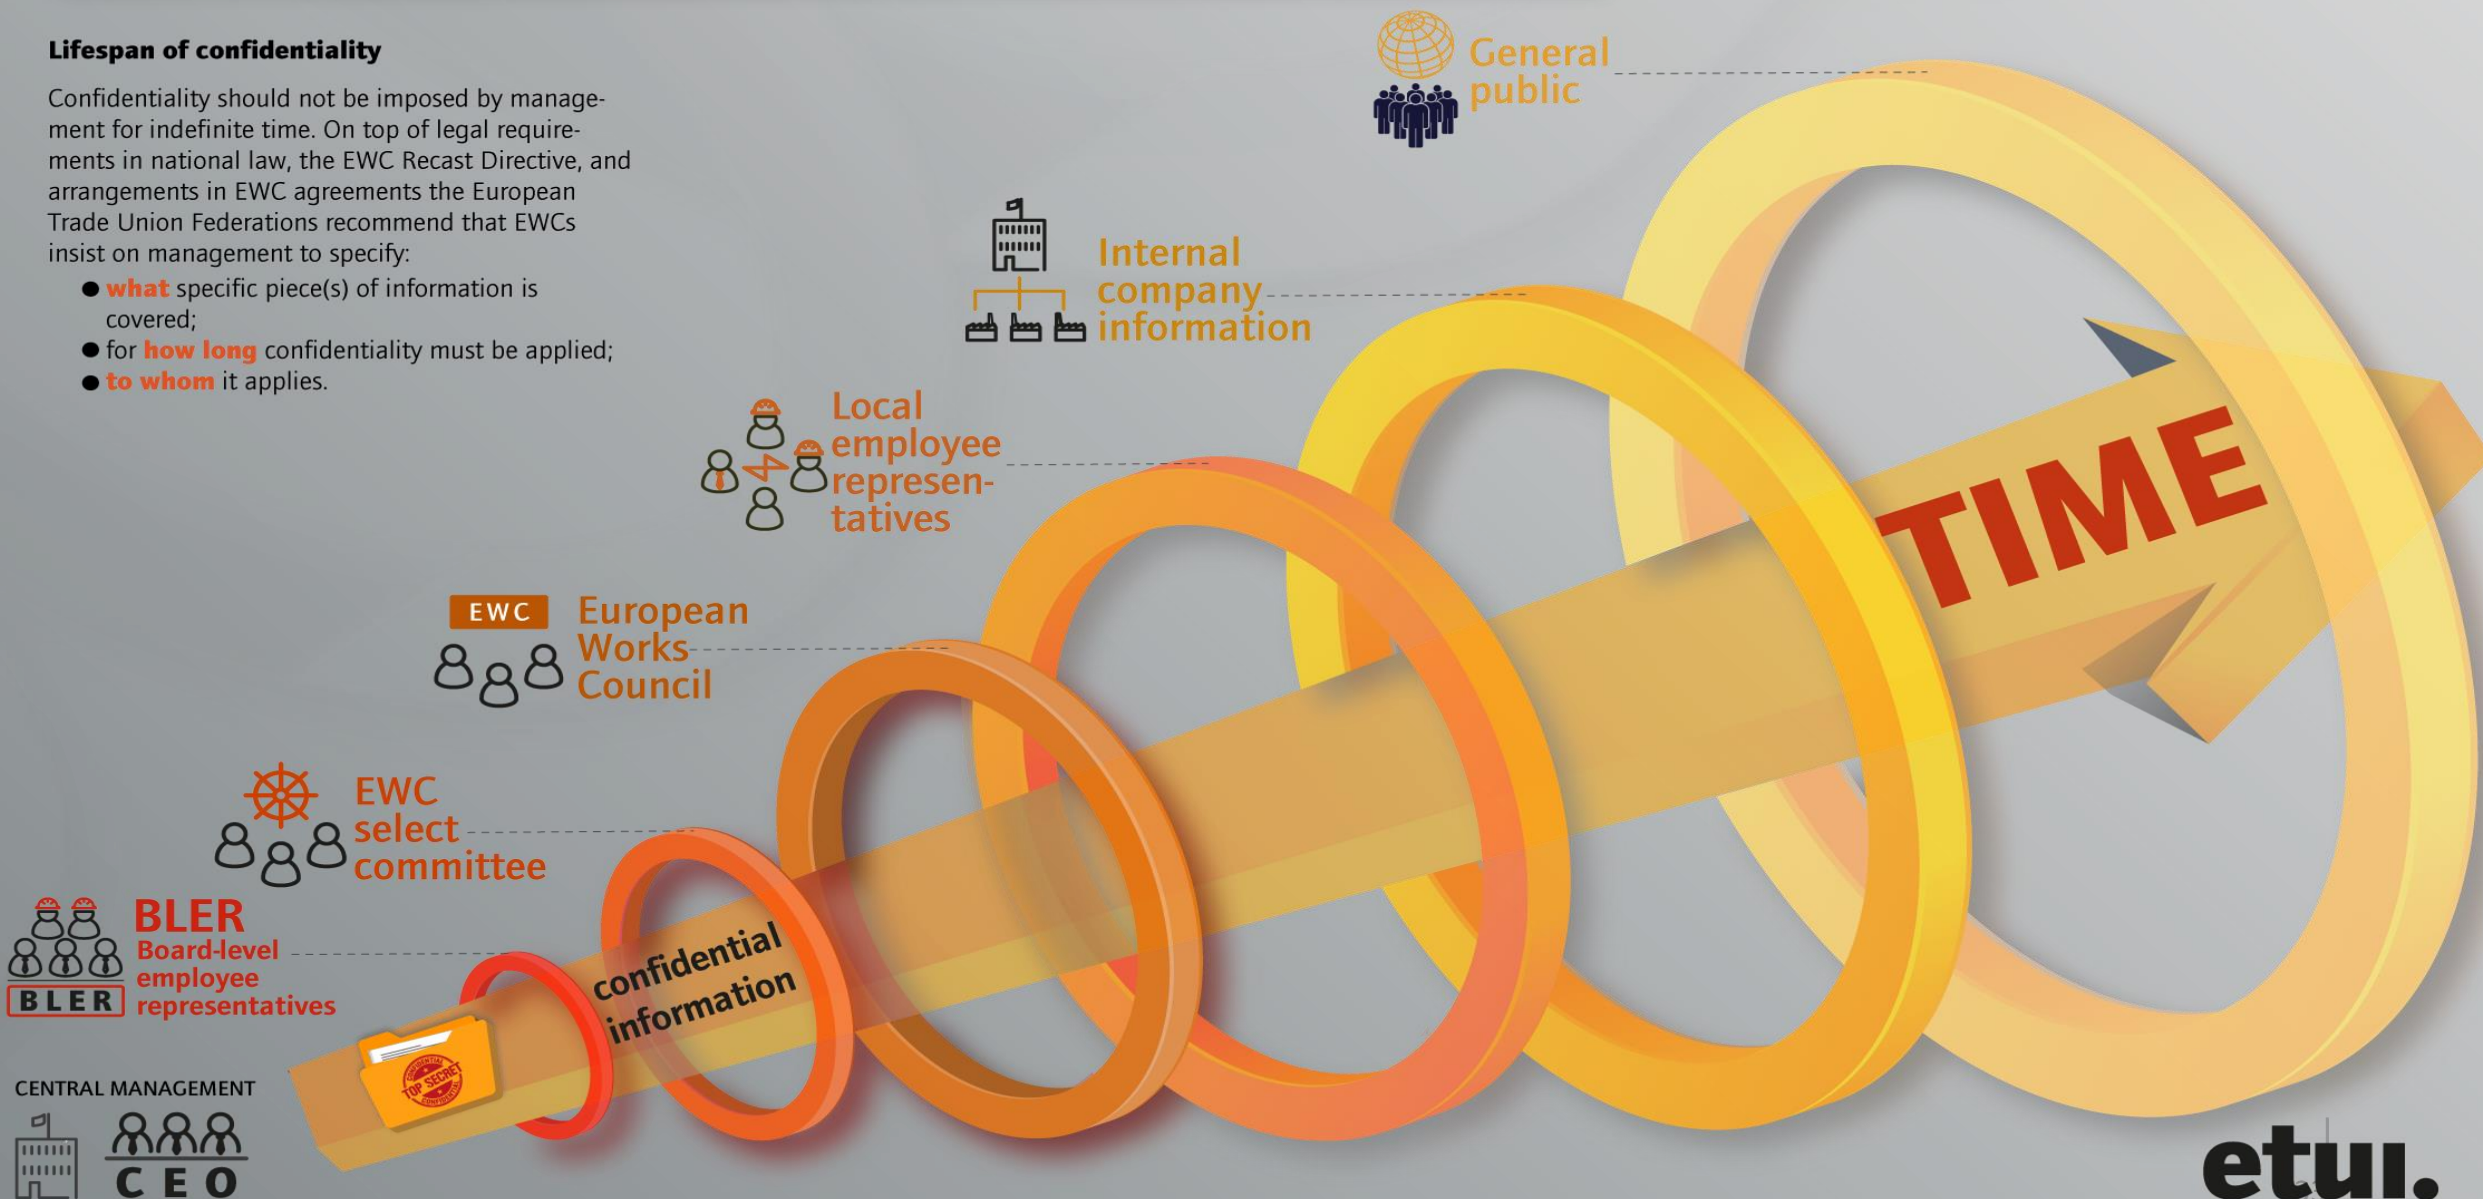 Lifespan of confidentiality
Confidentiality should not be imposed by manage-
ment for indefinite time. On top of legal require-
ments in national law, the EWC Recast Directive, and
arrangements in EWC agreements the European
Trade Union Federations recommend that EWCs
insist on management to specify:
● what specific piece(s) of information is
covered;
● for how long confidentiality must be applied;
● to whom it applies.
General
public
Internal
company
information
Local
employee
represen-
tatives
TIME
EWC
European
Works
Council
EWC
select
committee
BLER
Board-level
employee
representatives
BLER
confidential
information
CONFIDENTIAL
TOP SECRET
CONFIDENTIAL
CENTRAL MANAGEMENT
CEO
etui.